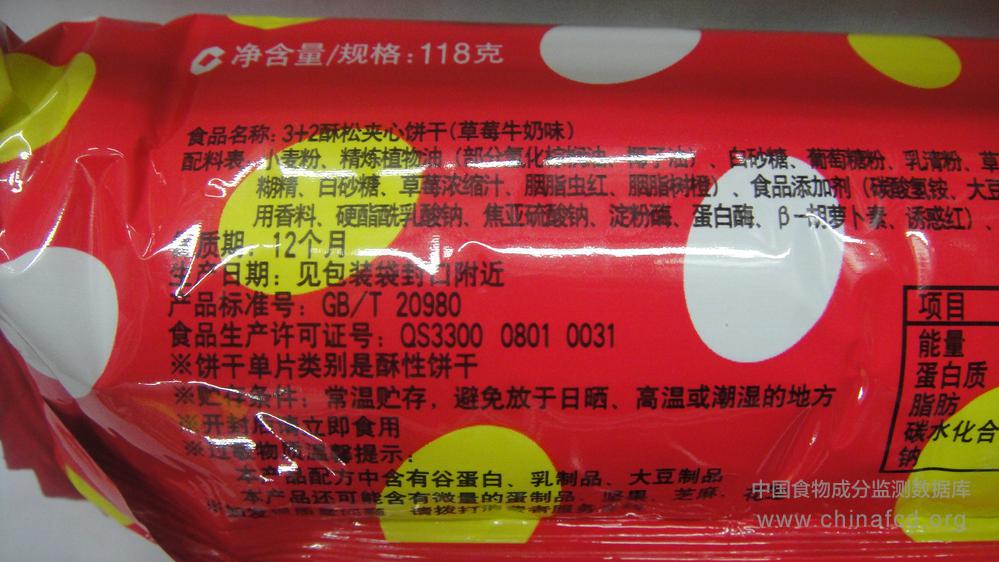 净含量/规格:118克
食品名称: 3+2酥松夹心饼干(草莓牛奶味)
配料表: 小麦粉、精炼植物油(部分氢化棕榈油、椰子油)、白砂糖、葡萄糖粉、乳清粉、草
糊精、白砂糖、草莓浓缩汁、胭脂虫红、胭脂树橙)、食品添加剂(碳酸氢铵、大豆
用香料、硬酯酰乳酸钠、焦亚硫酸钠、淀粉酶、蛋白酶、β-胡萝卜素、诱惑红)、
质期: 12个月
生产日期: 见包装袋封口附近
产品标准号: GB/T 20980
食品生产许可证号: QS3300 0801 0031
※饼干单片类别是酥性饼干
※贮存条件: 常温贮存,避免放于日晒、高温或潮湿的地方
※开封后请立即食用
※过敏物质温馨提示:
本产品配方中含有谷蛋白、乳制品、大豆制品
本产品还可能含有微量的蛋制品、坚果、芝麻、花生
项目
能量
蛋白质
脂肪
碳水化合
钠
中国食物成分监测数据库
www.chinafcd.org